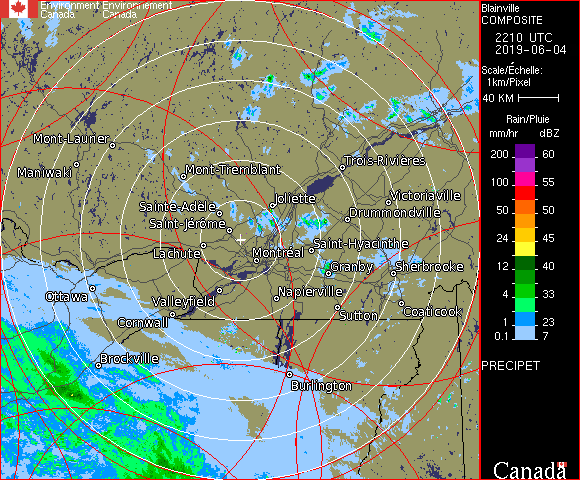 Environment Environnement
Canada Canada
Blainville
COMPOSITE
2210 UTC
2019-06-04
Scale/Échelle:
1km/Pixel
40 KM
Rain/Pluie
mm/hr dBZ
200 60
100 55
50 50
24 45
12 40
4 33
1 23
0.1 7
PRECIPET
Canada
Mont-Laurier
Maniwaki
Mont-Tremblant
Trois-Rivières
Sainte-Adèle
Joliette
Victoriaville
Drummondville
Saint-Jérôme
Lachute
Montréal
Saint-Hyacinthe
Granby
Sherbrooke
Ottawa
Valleyfield
Napierville
Cornwall
Sutton
Coaticook
Brockville
Burlington